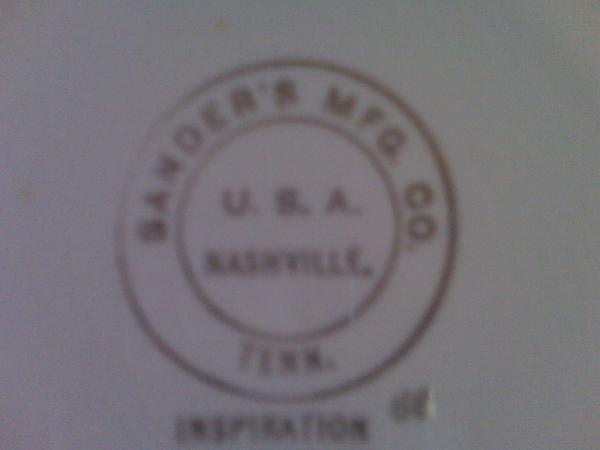 SANDER'S MFG. CO.
U. S. A.
NASHVILLE,
TENN.
INSPIRATION